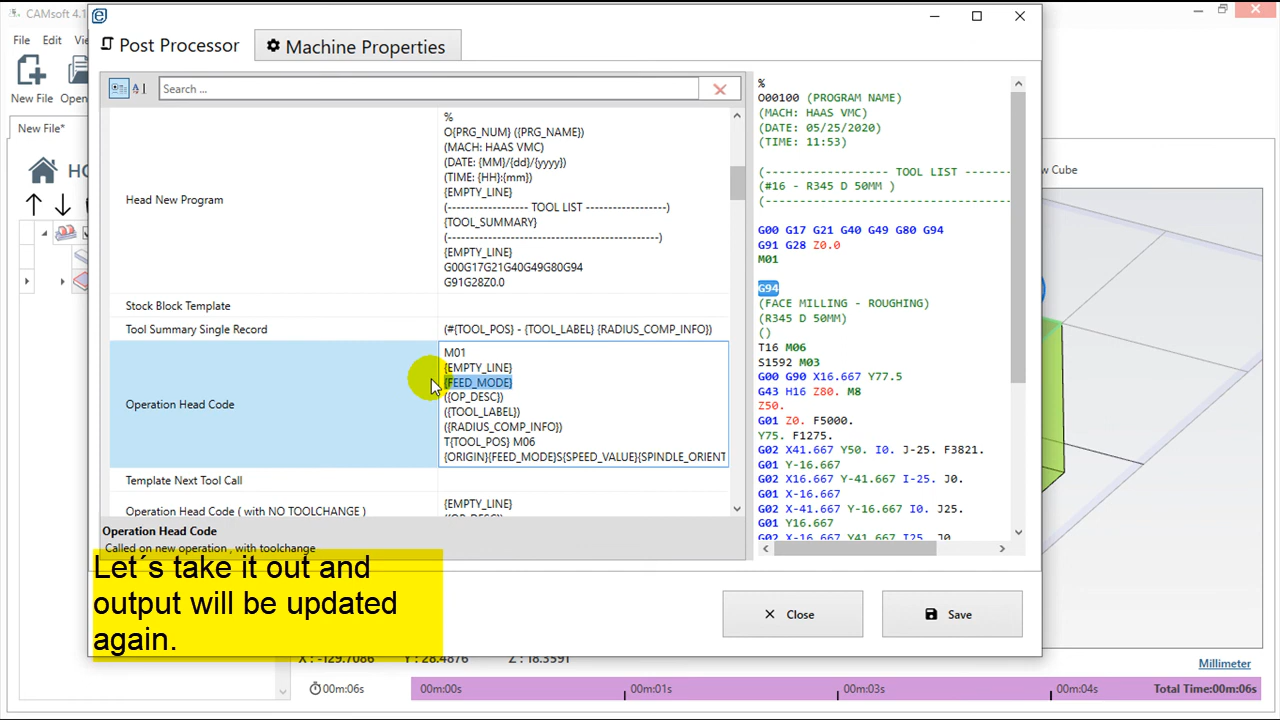 CAMsoft 4.1
File Edit
New File Open
New File*
HO
Post Processor
Machine Properties
Search ...
%
O{PRG_NUM} ({PRG_NAME})
(MACH: HAAS VMC)
(DATE: {MM}/{dd}/{yyyy})
(TIME: {HH}:{mm})
{EMPTY_LINE}
(----------------- TOOL LIST -----------------)
{TOOL_SUMMARY}
(---------------------------------------------)
{EMPTY_LINE}
G00G17G21G40G49G80G94
G91G28Z0.0
Head New Program
Stock Block Template
Tool Summary Single Record
(#{TOOL_POS} - {TOOL_LABEL} {RADIUS_COMP_INFO})
Operation Head Code
M01
{EMPTY_LINE}
{FEED_MODE}
({OP_DESC})
({TOOL_LABEL})
({RADIUS_COMP_INFO})
T{TOOL_POS} M06
{ORIGIN}{FEED_MODE}S{SPEED_VALUE}{SPINDLE_ORIENT
Template Next Tool Call
Operation Head Code ( with NO TOOLCHANGE )
{EMPTY_LINE}
({OP_DESC})
Operation Head Code
Called on new operation , with toolchange
Let´s take it out and
output will be updated
again.
%
O00100 (PROGRAM NAME)
(MACH: HAAS VMC)
(DATE: 05/25/2020)
(TIME: 11:53)
(----------------- TOOL LIST -------
(#16 - R345 D 50MM )
(-----------------------------------
G00 G17 G21 G40 G49 G80 G94
G91 G28 Z0.0
M01
G94
(FACE MILLING - ROUGHING)
(R345 D 50MM)
()
T16 M06
S1592 M03
G00 G90 X16.667 Y77.5
G43 H16 Z80. M8
Z50.
G01 Z0. F5000.
Y75. F1275.
G02 X41.667 Y50. I0. J-25. F3821.
G01 Y-16.667
G02 X16.667 Y-41.667 I-25. J0.
G01 X-16.667
G02 X-41.667 Y-16.667 I0. J25.
G01 Y16.667
G02 X-16.667 Y41.667 I25. J0.
Close
Save
w Cube
X : -129.7086 Y : 28.4876 Z : 18.3591
Millimeter
00m:06s
00m:00s 00m:01s 00m:03s 00m:04s Total Time:00m:06s